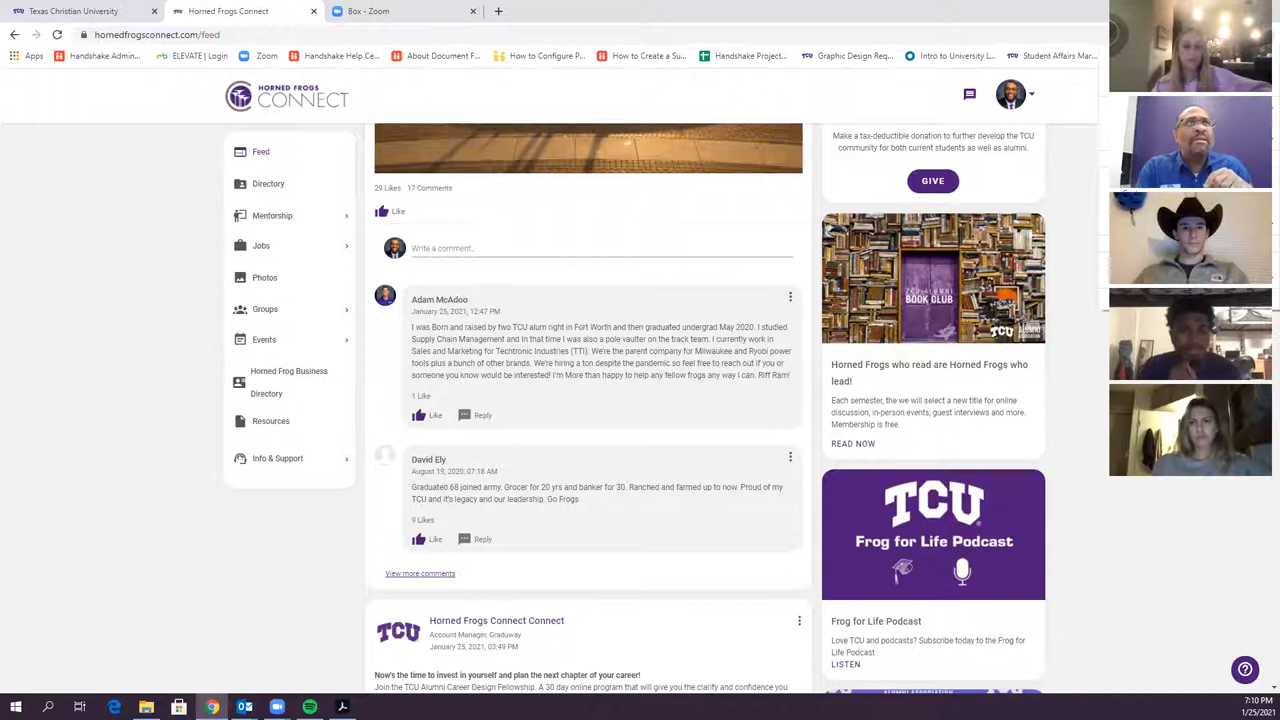 Texas Christian University
Horned Frogs Connect
Box - Zoom
hornedfrogsconnect.com/feed
Apps
Handshake Admin...
ELEVATE | Login
Zoom
Handshake Help Ce...
About Document F...
How to Configure P...
How to Create a Su...
Handshake Project...
Graphic Design Req...
Intro to University L...
Student Affairs Mar...
HORNED FROGS
CONNECT
Feed
Directory
Mentorship
Jobs
Photos
Groups
Events
Horned Frog Business
Directory
Resources
Info & Support
29 Likes 17 Comments
Like
Write a comment...
Adam McAdoo
January 25, 2021, 12:47 PM
I was Born and raised by two TCU alum right in Fort Worth and then graduated undergrad May 2020. I studied
Supply Chain Management and In that time I was also a pole vaulter on the track team. I currently work in
Sales and Marketing for Techtronic Industries (TTI). We're the parent company for Milwaukee and Ryobi power
tools plus a bunch of other brands. We're hiring a ton despite the pandemic so feel free to reach out if you or
someone you know would be interested! I'm More than happy to help any fellow frogs any way I can. Riff Ram!
1 Like
Like Reply
David Ely
August 19, 2020, 07:18 AM
Graduated 68 joined army. Grocer for 20 yrs and banker for 30. Ranched and farmed up to now. Proud of my
TCU and it's legacy and our leadership. Go Frogs
9 Likes
Like Reply
View more comments
TCU
Horned Frogs Connect Connect
Account Manager, Graduway
January 25, 2021, 03:49 PM
Now's the time to invest in yourself and plan the next chapter of your career!
Join the TCU Alumni Career Design Fellowship. A 30 day online program that will give you the clarity and confidence you
Make a tax-deductible donation to further develop the TCU
community for both current students as well as alumni.
GIVE
TCU ALUMNI
BOOK CLUB
TCU ALUMNI
Horned Frogs who read are Horned Frogs who
lead!
Each semester, the we will select a new title for online
discussion, in-person events, guest interviews and more.
Membership is free.
READ NOW
TCU
Frog for Life Podcast
Frog for Life Podcast
Love TCU and podcasts? Subscribe today to the Frog for
Life Podcast
LISTEN
7:10 PM
1/25/2021